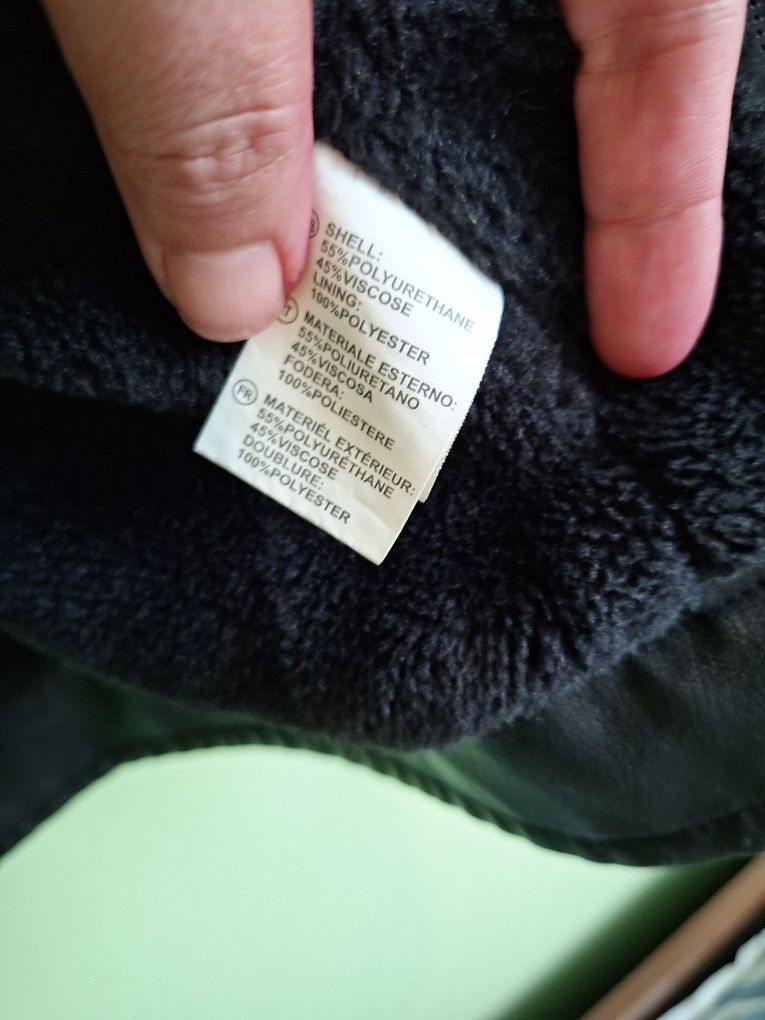 SHELL:
55%POLYURETHANE
45%VISCOSE
LINING:
100%POLYESTER
MATERIALE ESTERNO:
55%POLIURETANO
45%VISCOSA
FODERA:
100%POLIESTERE
FR MATERIÉL EXTÉRIEUR:
55%POLYURÉTHANE
45%VISCOSE
DOUBLURE:
100%POLYESTER